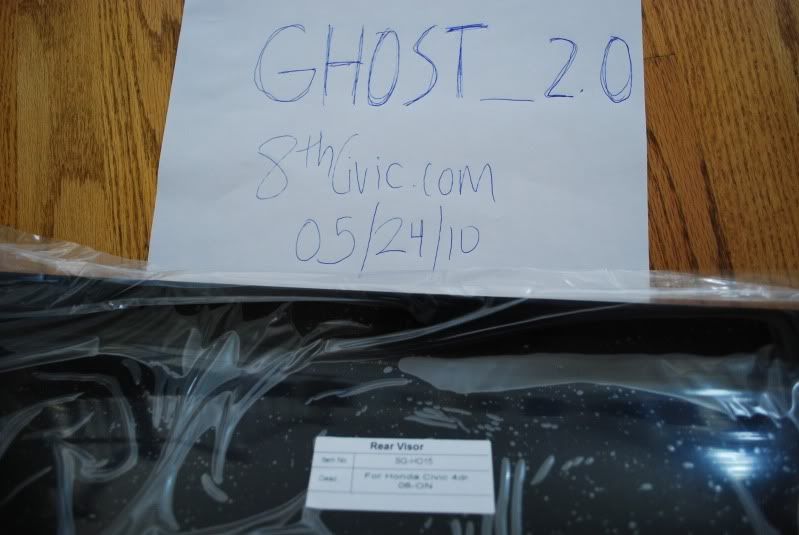 GHOST_2.0
8thCivic.com
05/24/10
Rear Visor
Item No. SG-HO15
Desc. For Honda Civic 4dr.
06-ON